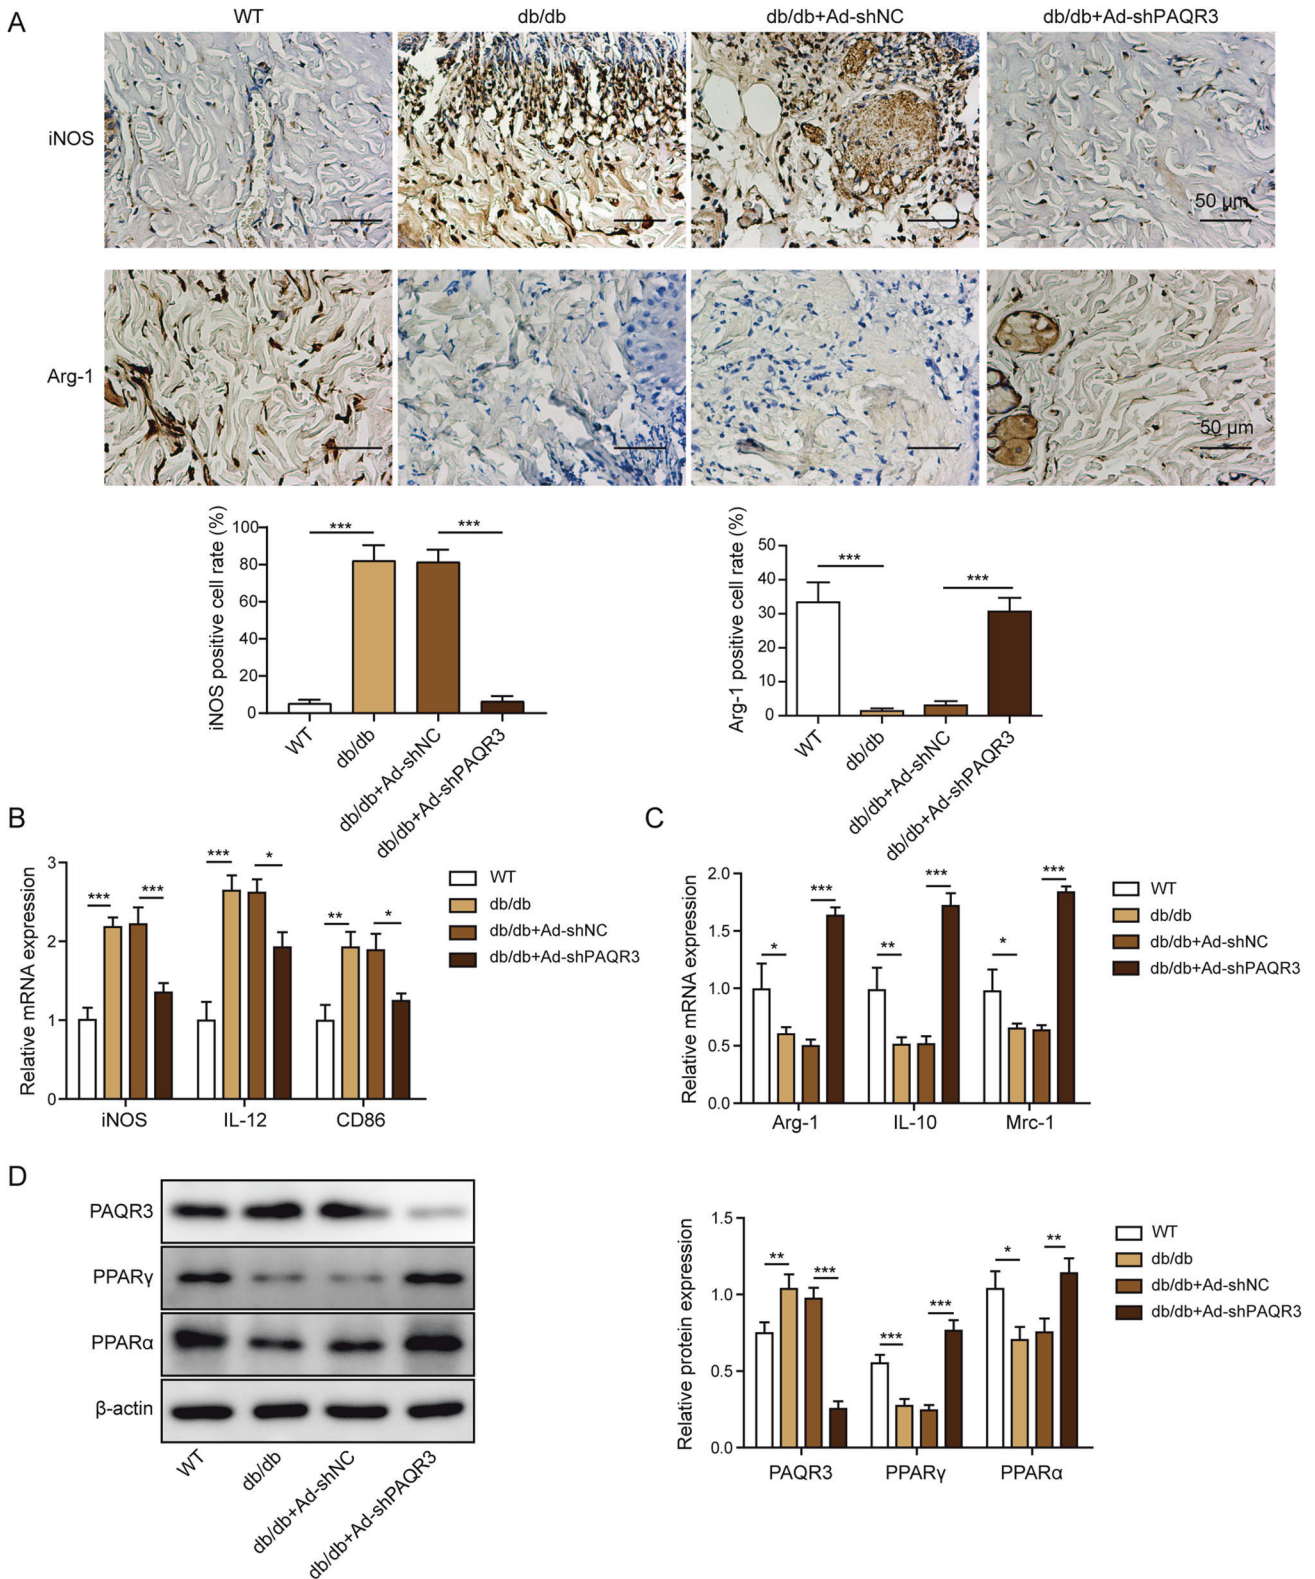 A
WT
db/db
db/db+Ad-shNC
db/db+Ad-shPAQR3
iNOS
50 μm
Arg-1
50 μm
iNOS positive cell rate (%)
100
80
60
40
20
0
***
***
WT
db/db
db/db+Ad-shNC
db/db+Ad-shPAQR3
Arg-1 positive cell rate (%)
50
40
30
20
10
0
***
***
WT
db/db
db/db+Ad-shNC
db/db+Ad-shPAQR3
B
Relative mRNA expression
3
2
1
0
***
***
***
*
**
*
iNOS
IL-12
CD86
WT
db/db
db/db+Ad-shNC
db/db+Ad-shPAQR3
C
Relative mRNA expression
2.0
1.5
1.0
0.5
0.0
*
***
**
***
*
***
Arg-1
IL-10
Mrc-1
WT
db/db
db/db+Ad-shNC
db/db+Ad-shPAQR3
D
PAQR3
PPARγ
PPARα
β-actin
WT
db/db
db/db+Ad-shNC
db/db+Ad-shPAQR3
Relative protein expression
1.5
1.0
0.5
0.0
**
***
***
***
*
**
PAQR3
PPARγ
PPARα
WT
db/db
db/db+Ad-shNC
db/db+Ad-shPAQR3